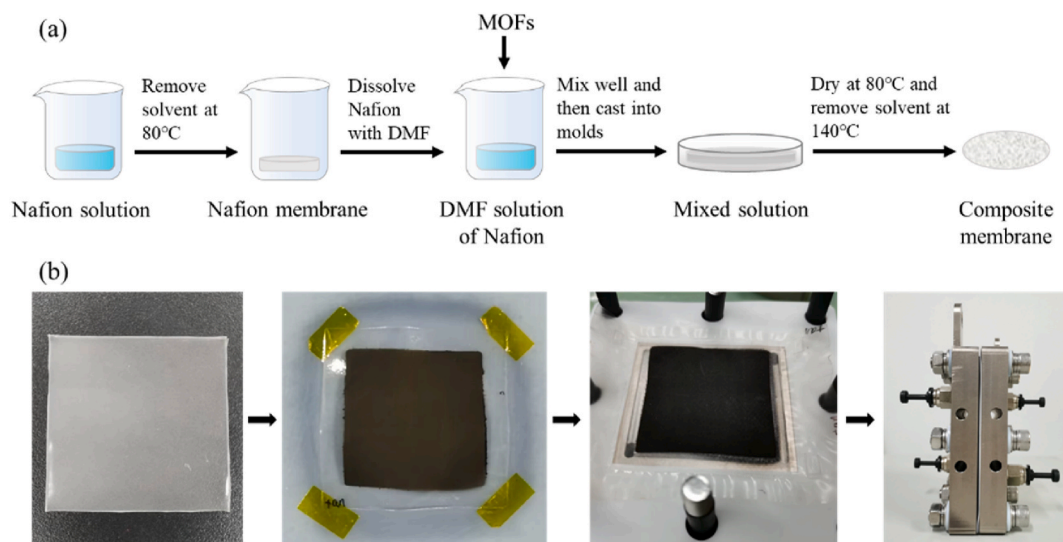 (a)
MOFs
Remove
solvent at
80℃
Dissolve
Nafion
with DMF
Mix well and
then cast into
molds
Dry at 80℃ and
remove solvent at
140℃
Nafion solution
Nafion membrane
DMF solution
of Nafion
Mixed solution
Composite
membrane
(b)